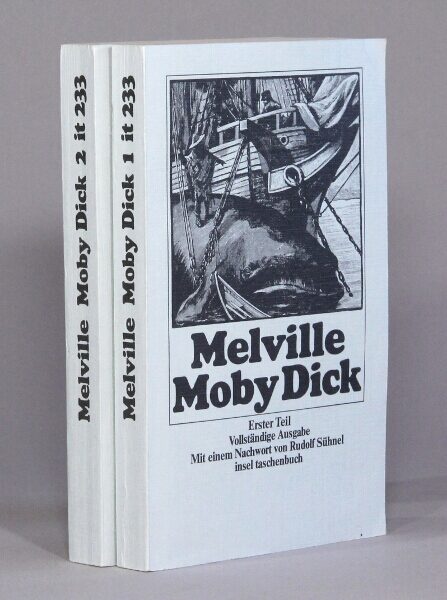 Melville Moby Dick 2 it 233
Melville Moby Dick 1 it 233
Melville
Moby Dick
Erster Teil
Vollständige Ausgabe
Mit einem Nachwort von Rudolf Sühnel
insel taschenbuch